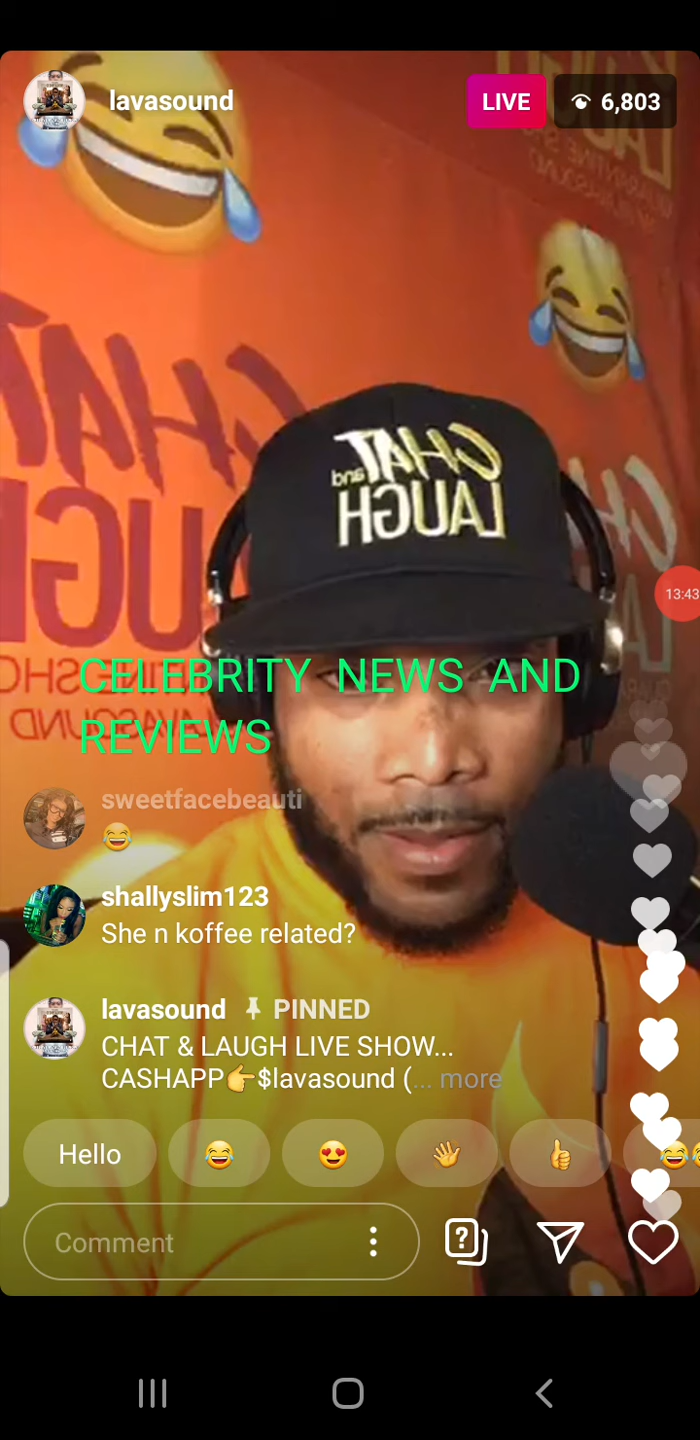 lavasound
LIVE
6,803
CHAT
CHAT
and
LAUGH
13:43
CELEBRITY NEWS AND
REVIEWS
sweetfacebeauti
😂
shallyslim123
She n koffee related?
lavasound PINNED
CHAT & LAUGH LIVE SHOW...
CASHAPP👉$lavasound (... more
Hello 😂 😍 👋 👍 😂
Comment